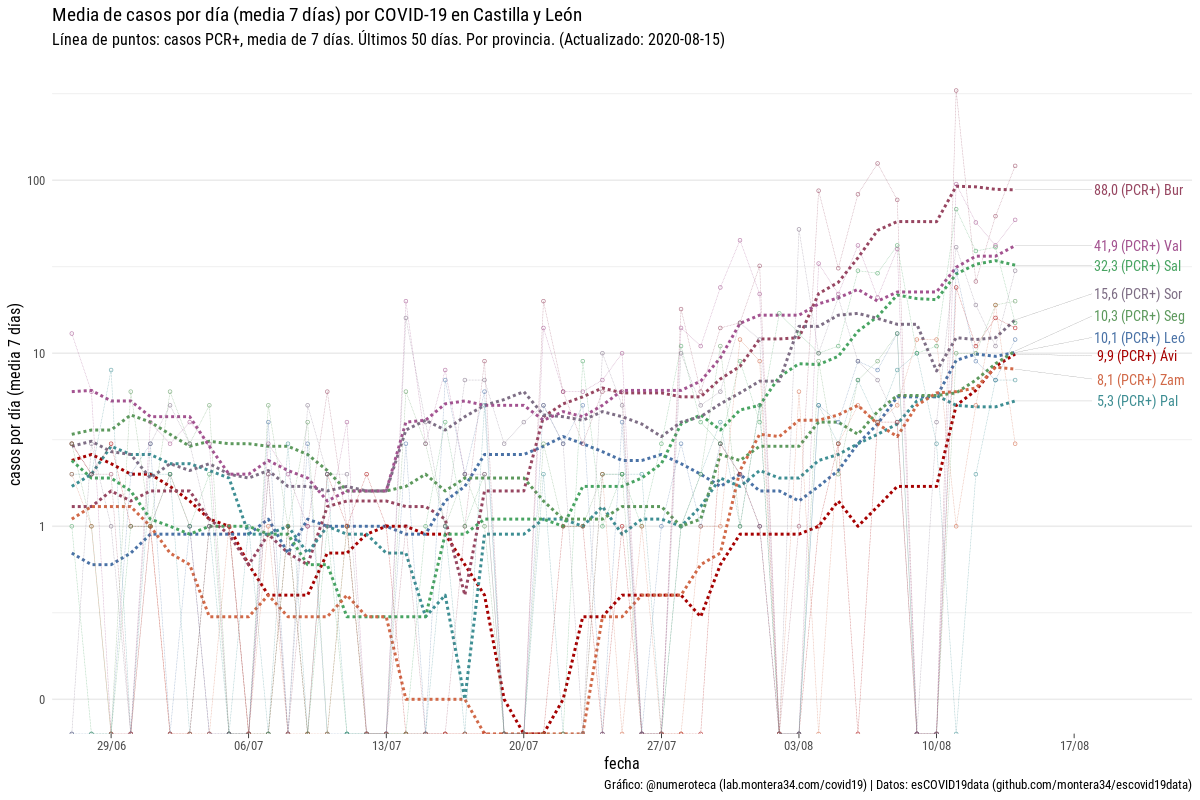 Media de casos por día (media 7 días) por COVID-19 en Castilla y León
Línea de puntos: casos PCR+, media de 7 días. Últimos 50 días. Por provincia. (Actualizado: 2020-08-15)
casos por día (media 7 días)
100
10
1
0
88,0 (PCR+) Bur
41,9 (PCR+) Val
32,3 (PCR+) Sal
15,6 (PCR+) Sor
10,3 (PCR+) Seg
10,1 (PCR+) Leó
9,9 (PCR+) Ávi
8,1 (PCR+) Zam
5,3 (PCR+) Pal
29/06 06/07 13/07 20/07 27/07 03/08 10/08 17/08
fecha
Gráfico: @numeroteca (lab.montera34.com/covid19) | Datos: esCOVID19data (github.com/montera34/escovid19data)